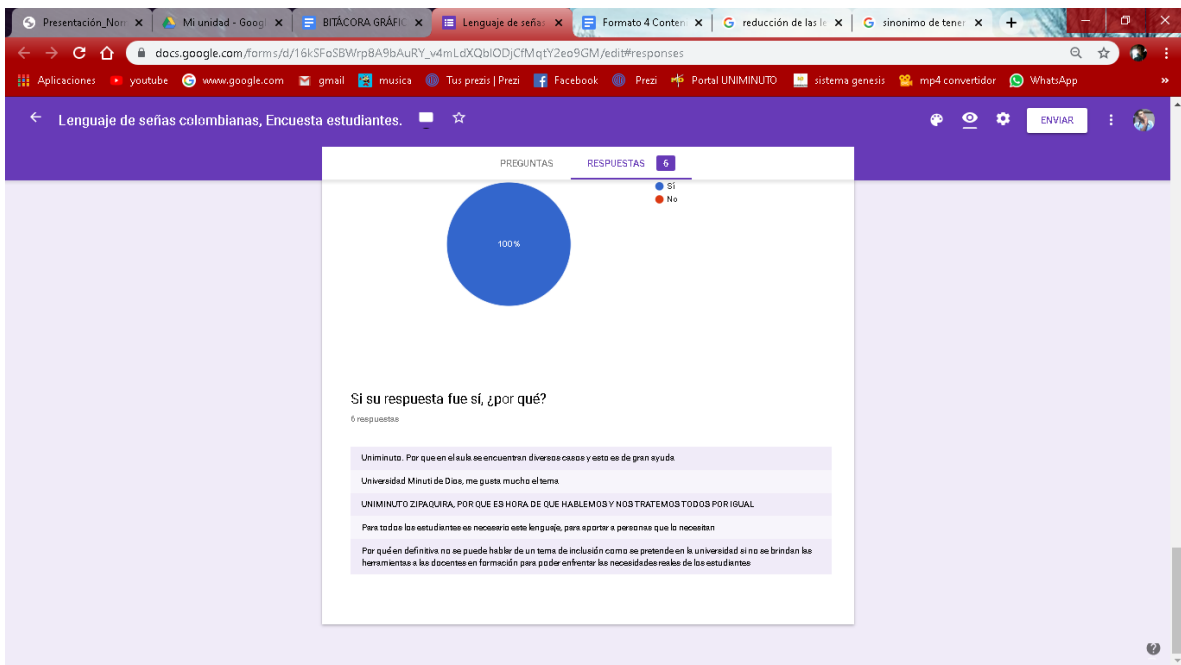 Presentación_Nom
Mi unidad - Googl
BITÁCORA GRÁFIC
Lenguaje de señas
Formato 4 Conten
reducción de las le
sinonimo de tener
docs.google.com/forms/d/16kSFoSBWrp8A9bAuRY_v4mLdXQblODjCfMqtY2eo9GM/edit#responses
Aplicaciones youtube www.google.com gmail musica Tus prezis | Prezi Facebook Prezi Portal UNIMINUTO sistema genesis mp4 convertidor WhatsApp
Lenguaje de señas colombianas, Encuesta estudiantes.
ENVIAR
PREGUNTAS RESPUESTAS 6
Sí
No
100%
Si su respuesta fue sí, ¿por qué?
6 respuestas
Uniminuto. Por que en el aula se encuentran diversos casos y esto es de gran ayuda
Universidad Minuti de Dios, me gusta mucho el tema
UNIMINUTO ZIPAQUIRA, POR QUE ES HORA DE QUE HABLEMOS Y NOS TRATEMOS TODOS POR IGUAL
Para todos los estudiantes es necesario este lenguaje, para aportar a personas que lo necesitan
Por qué en definitiva no se puede hablar de un tema de inclusión como se pretende en la universidad si no se brindan las
herramientas a las docentes en formación para poder enfrentar las necesidades reales de los estudiantes